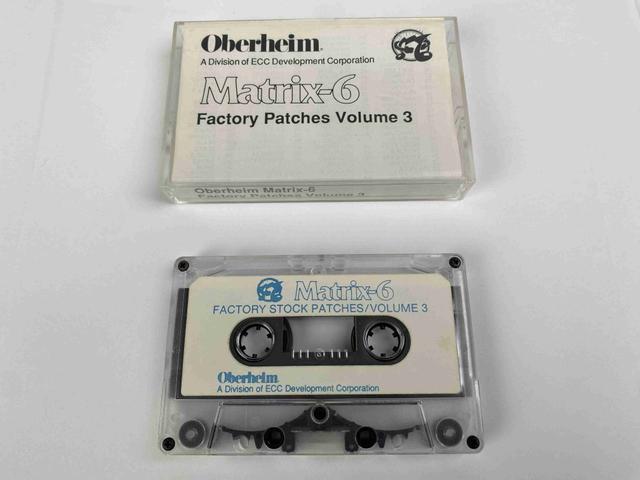 Oberheim
A Division of ECC Development Corporation
Matrix-6
Factory Patches Volume 3
Oberheim Matrix-6
Factory Patches Volume 3
Matrix-6
FACTORY STOCK PATCHES/VOLUME 3
Oberheim
A Division of ECC Development Corporation